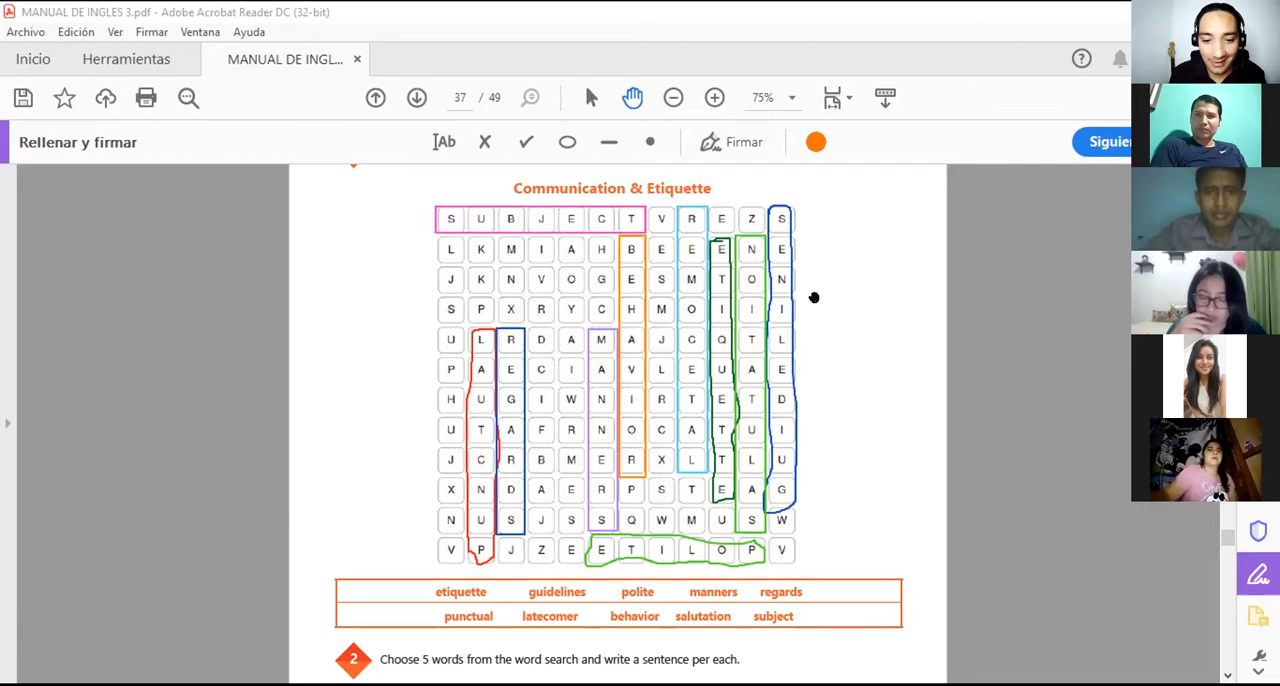 MANUAL DE INGLES 3.pdf - Adobe Acrobat Reader DC (32-bit)
Archivo Edición Ver Firmar Ventana Ayuda
Inicio Herramientas MANUAL DE INGL... ×
37 / 49 75%
Rellenar y firmar Ab Firmar Siguien
Communication & Etiquette
S U B J E C T V R E Z S
L K M I A H B E E E N E
J K N V O G E S M T O N
S P X R Y C H M O I I I
U L R D A M A J C Q T L
P A E C I A V L E U A E
H U G I W N I R T E T D
U T A F R N O C A T U I
J C R B M E R X L T L U
X N D A E R P S T E A G
N U S J S S Q W M U S W
V P J Z E E T I L O P V
etiquette guidelines polite manners regards
punctual latecomer behavior salutation subject
2 Choose 5 words from the word search and write a sentence per each.